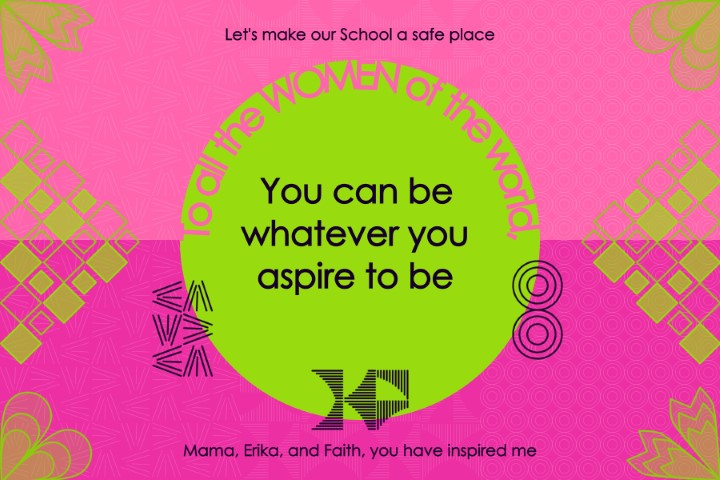 Let's make our School a safe place
To all the WOMEN of the world,
You can be
whatever you
aspire to be
Mama, Erika, and Faith, you have inspired me